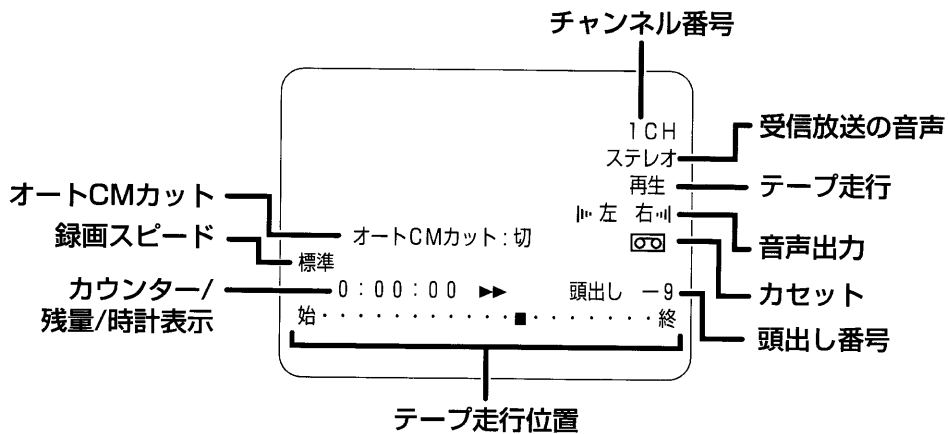 チャンネル番号
1CH
受信放送の音声
ステレオ
再生
テープ走行
オートCMカット
左 右
録画スピード
オートCMカット:切
音声出力
標準
カウンター/
残量/時計表示
0:00:00 ▶▶
頭出し -9
カセット
始・・・・・・・・・・・■・・・・・・・終
頭出し番号
テープ走行位置